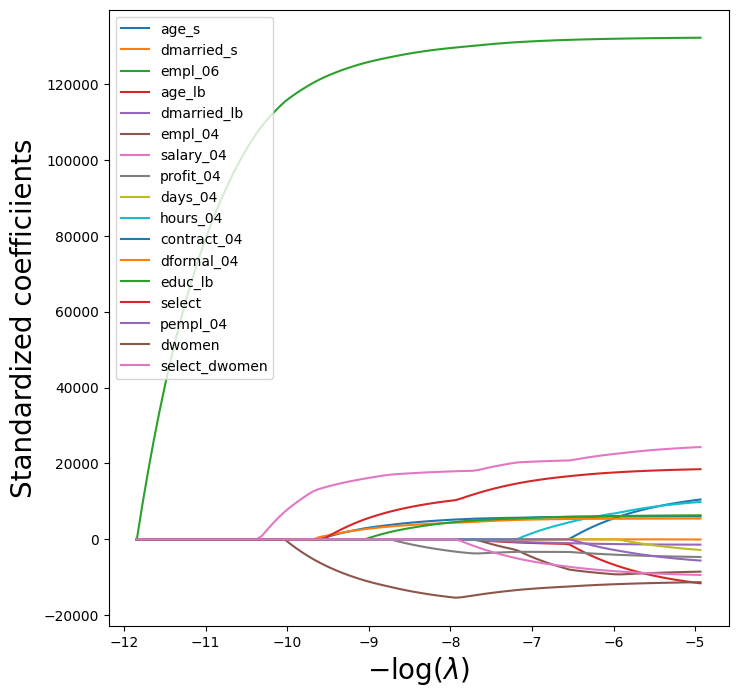 age_s
dmarried_s
empl_06
age_lb
dmarried_lb
empl_04
salary_04
profit_04
days_04
hours_04
contract_04
dformal_04
educ_lb
select
pempl_04
dwomen
select_dwomen
120000
100000
80000
60000
40000
20000
0
−20000
Standardized coefficiients
−12 −11 −10 −9 −8 −7 −6 −5
−log(λ)